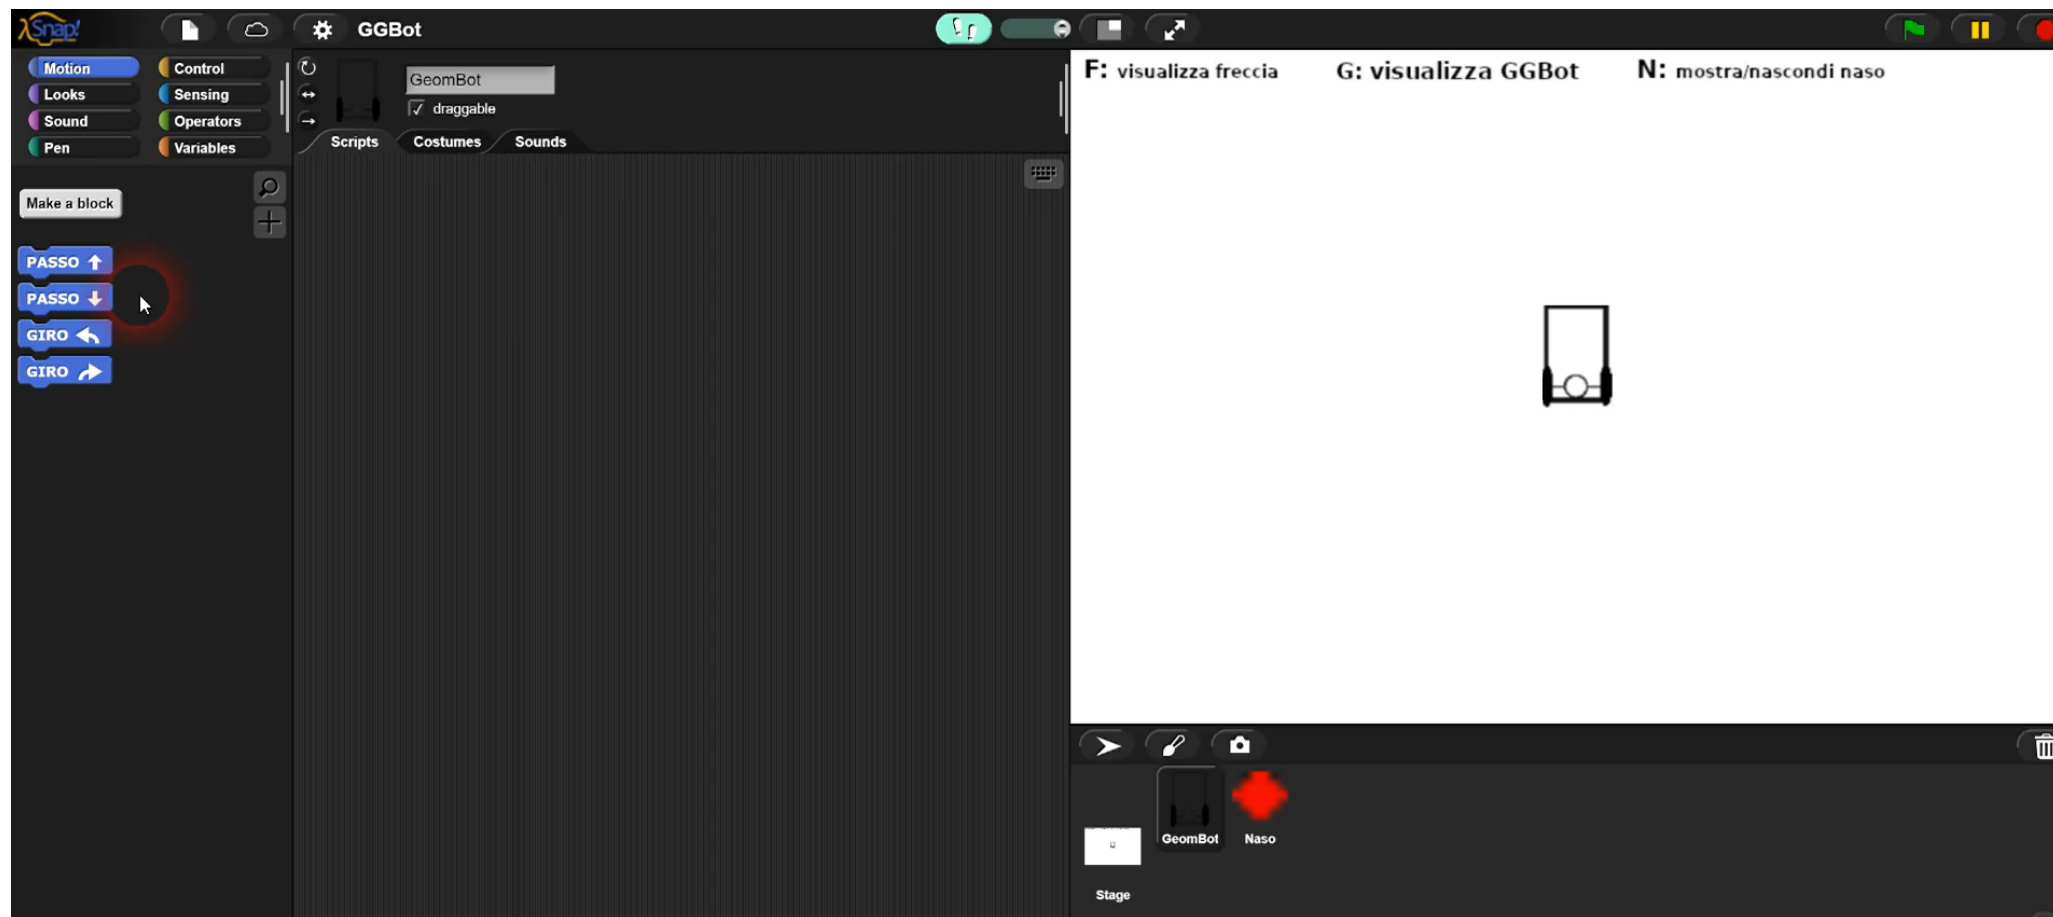 Snap!
GGBot
Motion
Control
Looks
Sensing
Sound
Operators
Pen
Variables
GeomBot
draggable
Scripts
Costumes
Sounds
Make a block
PASSO
PASSO
GIRO
GIRO
F: visualizza freccia
G: visualizza GGBot
N: mostra/nascondi naso
GeomBot
Naso
Stage